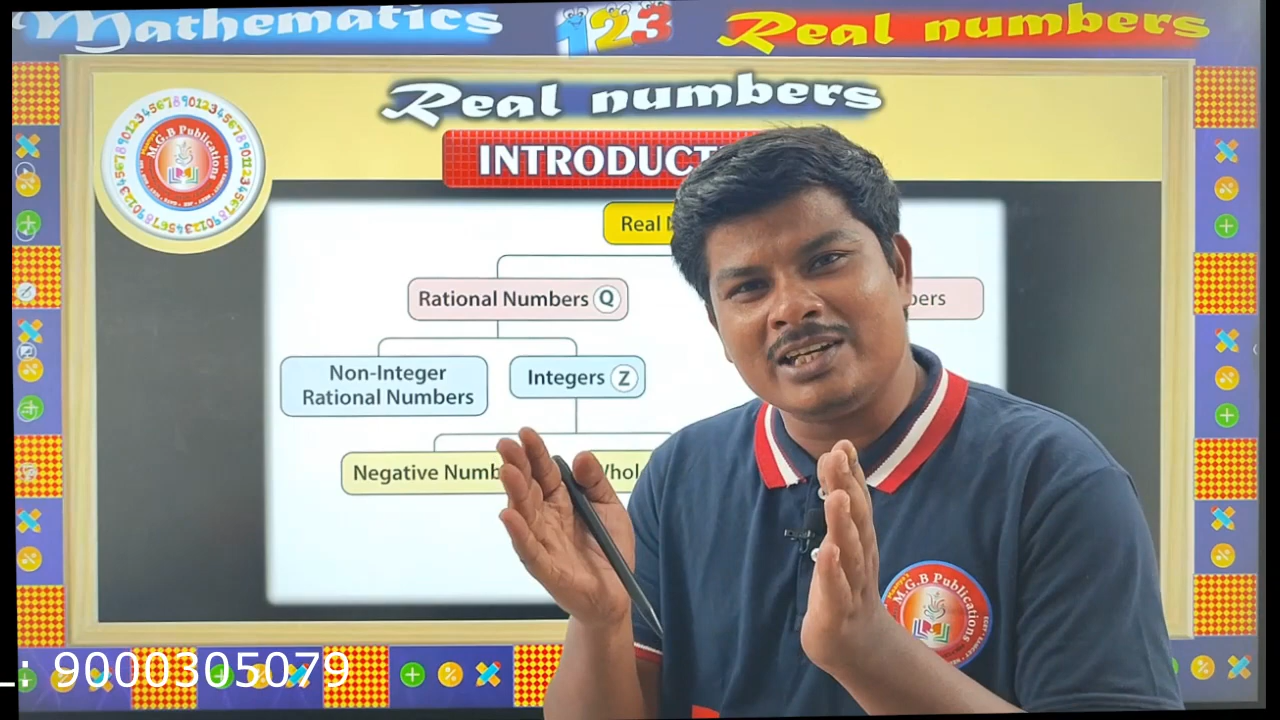 Mathematics 123 Real numbers
Real numbers
M.G.B Publications
INTRODUCT
Real
Rational Numbers Q
bers
Non-Integer
Rational Numbers
Integers Z
Negative Numb
Whol
M.G.B Publications
: 9000305079